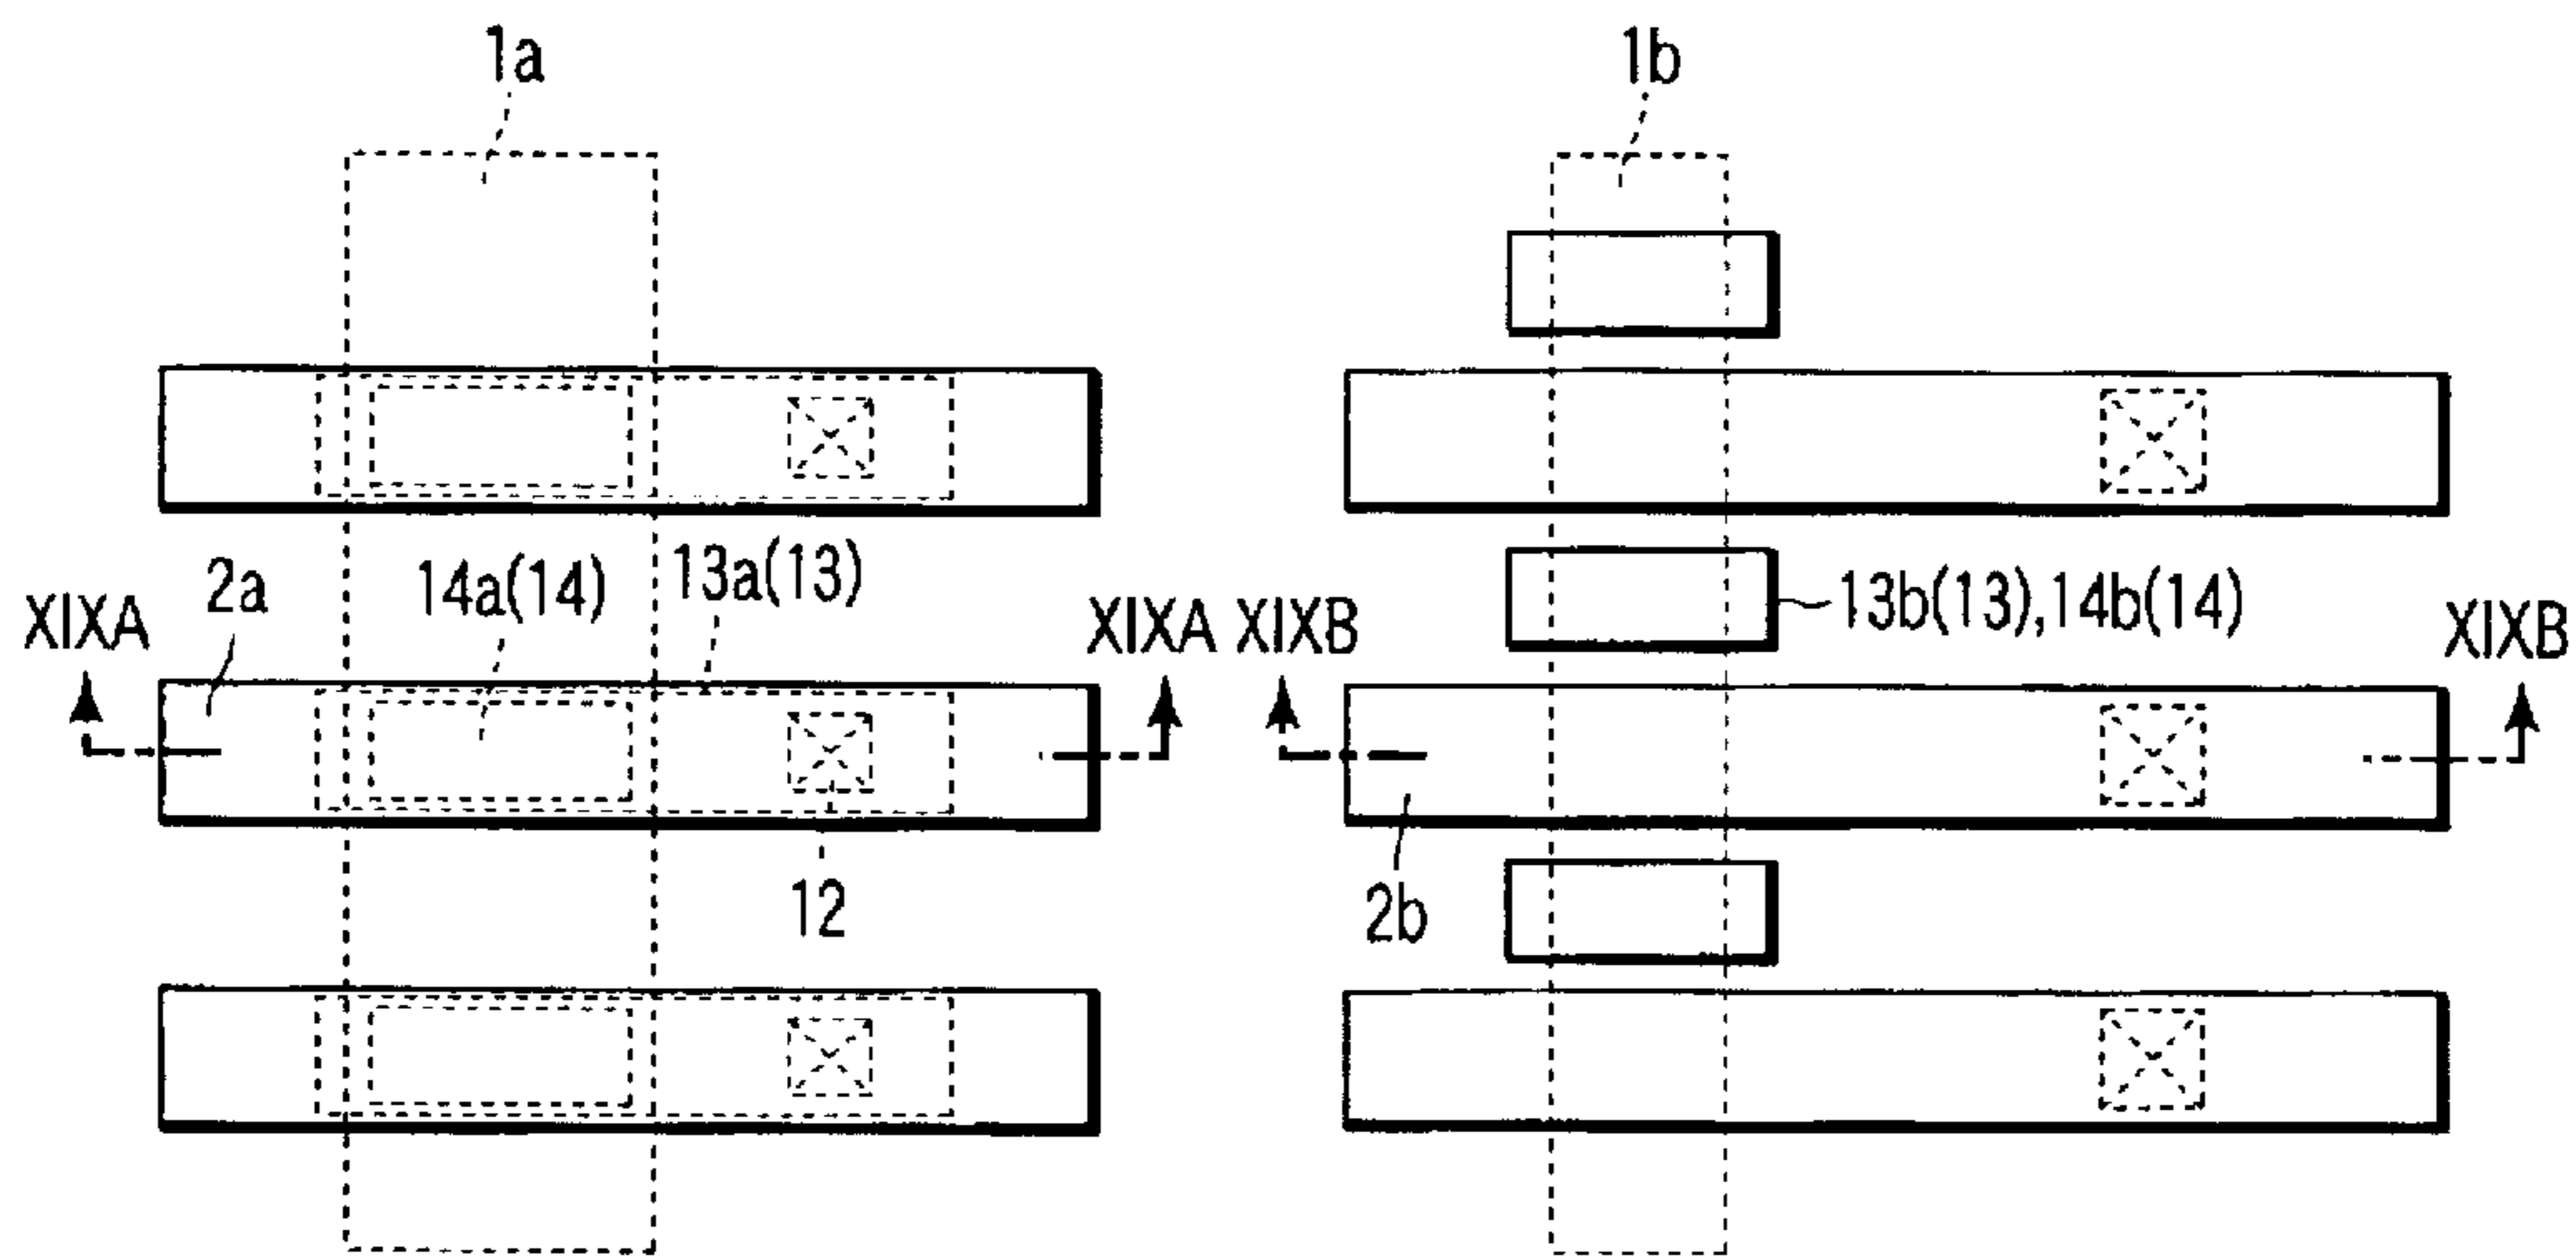 1a
1b
2a
14a(14)
13a(13)
13b(13),14b(14)
XIXA
XIXA
XIXB
XIXB
12
2b